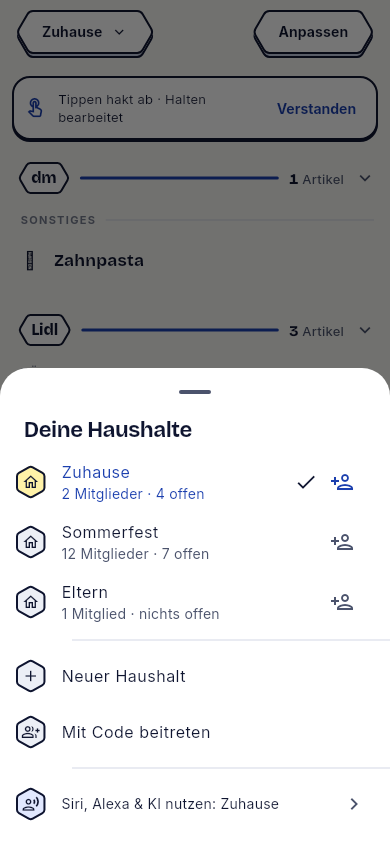 Zuhause
Anpassen
Tippen hakt ab · Halten
bearbeitet
Verstanden
dm
1 Artikel
SONSTIGES
Zahnpasta
Lidl
3 Artikel
Deine Haushalte
Zuhause
2 Mitglieder · 4 offen
Sommerfest
12 Mitglieder · 7 offen
Eltern
1 Mitglied · nichts offen
Neuer Haushalt
Mit Code beitreten
Siri, Alexa & KI nutzen: Zuhause